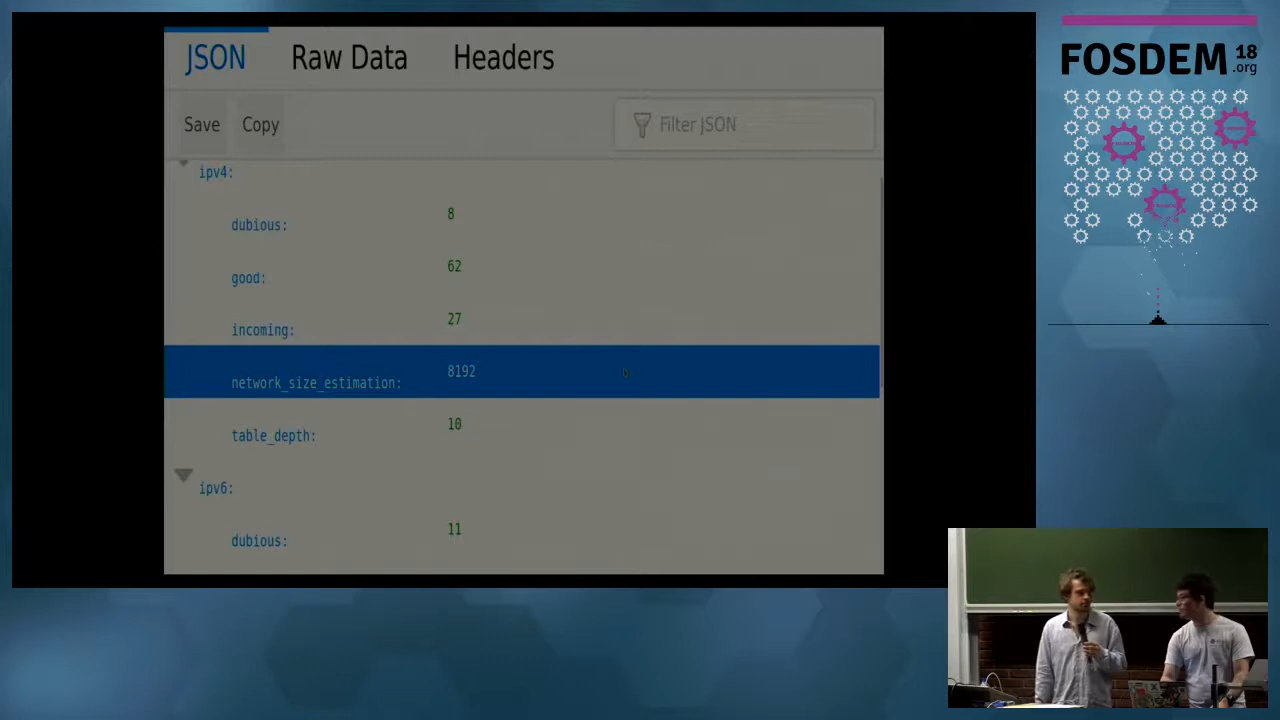 JSON Raw Data Headers
Save Copy Filter JSON
ipv4:
dubious: 8
good: 62
incoming: 27
network_size_estimation: 8192
table_depth: 10
ipv6:
dubious: 11
FOSDEM 18
.org